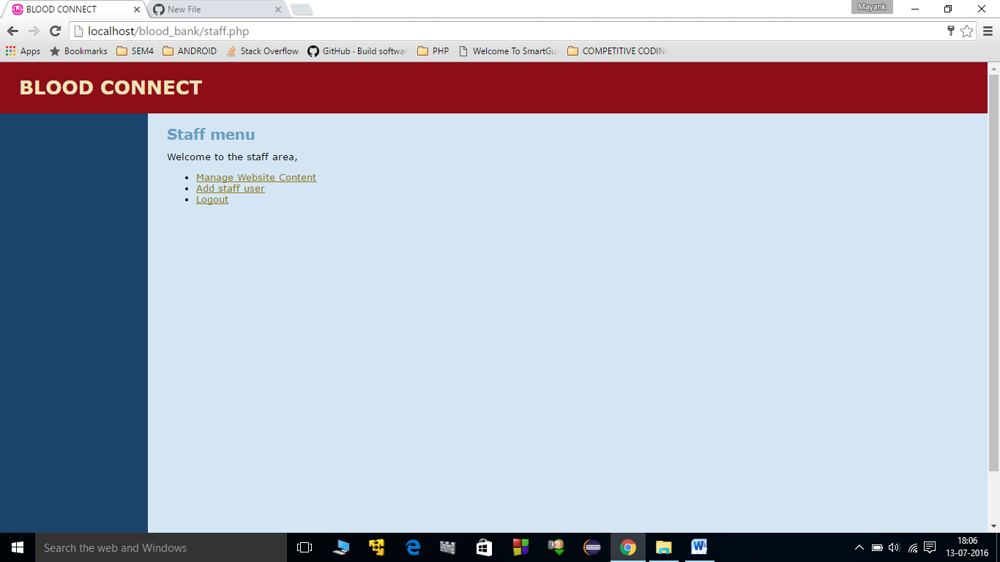 BLOOD CONNECT
New File
Mayank
localhost/blood_bank/staff.php
Apps Bookmarks SEM4 ANDROID Stack Overflow GitHub · Build softwar PHP Welcome To SmartGu COMPETITIVE CODING
BLOOD CONNECT
Staff menu
Welcome to the staff area,
• Manage Website Content
• Add staff user
• Logout
Search the web and Windows
18:06
13-07-2016